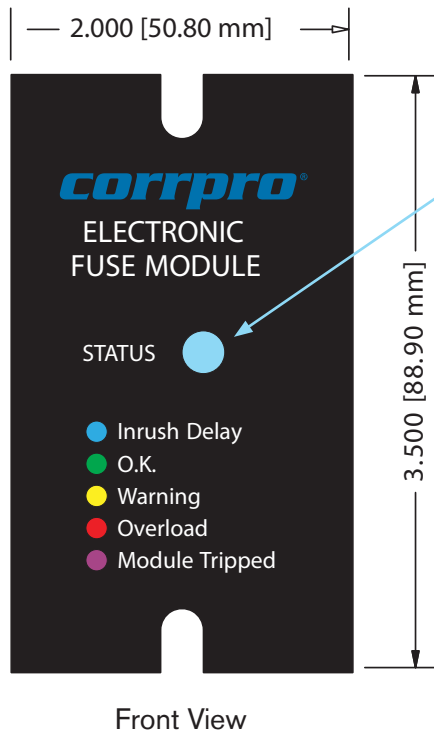 2.000 [50.80 mm]
corrpro®
ELECTRONIC
FUSE MODULE
STATUS
Inrush Delay
O.K.
Warning
Overload
Module Tripped
3.500 [88.90 mm]
Front View